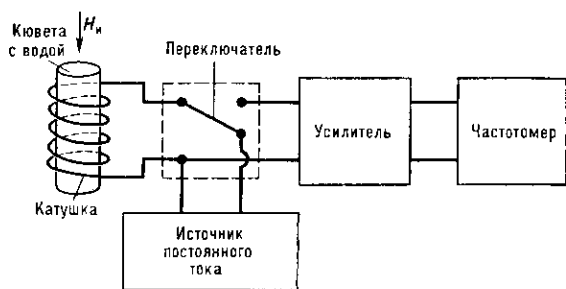 Кювета
с водой
Hи
Переключатель
Усилитель
Частотомер
Катушка
Источник
постоянного
тока